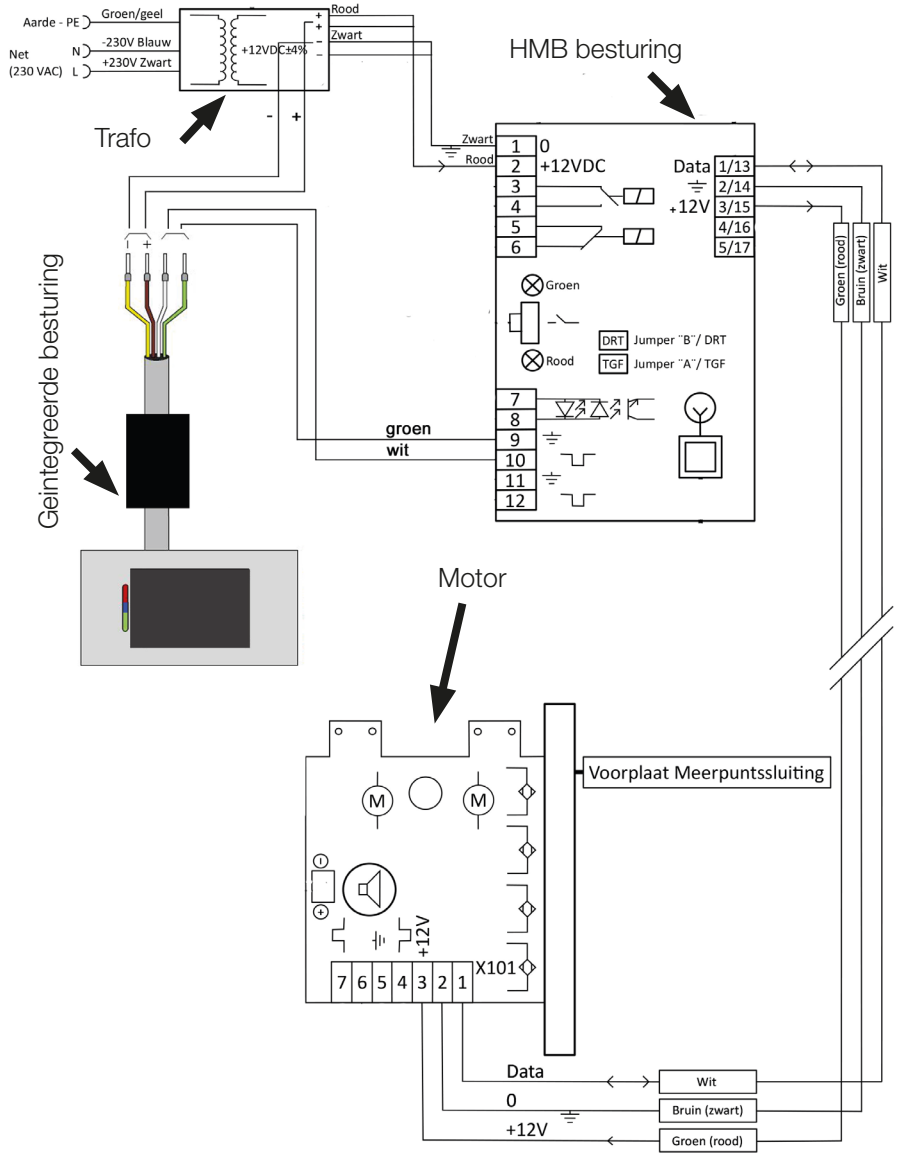 Aarde - PE
Groen/geel
Net
(230 VAC)
N
-230V Blauw
L
+230V Zwart
+12VDC±4%
+
+
–
–
Rood
Zwart
Trafo
-
+
HMB besturing
Zwart
Rood
1
0
2
+12VDC
3
4
5
6
Data
1/13
2/14
+12V
3/15
4/16
5/17
Groen (rood)
Bruin (zwart)
Wit
Groen
Rood
DRT
Jumper ¨B¨/ DRT
TGF
Jumper ¨A¨/ TGF
7
8
9
10
11
12
groen
wit
–
+
Geintegreerde besturing
Motor
Voorplaat Meerpuntssluiting
M
M
-
+
+12V
X101
7
6
5
4
3
2
1
Data
Wit
0
Bruin (zwart)
+12V
Groen (rood)